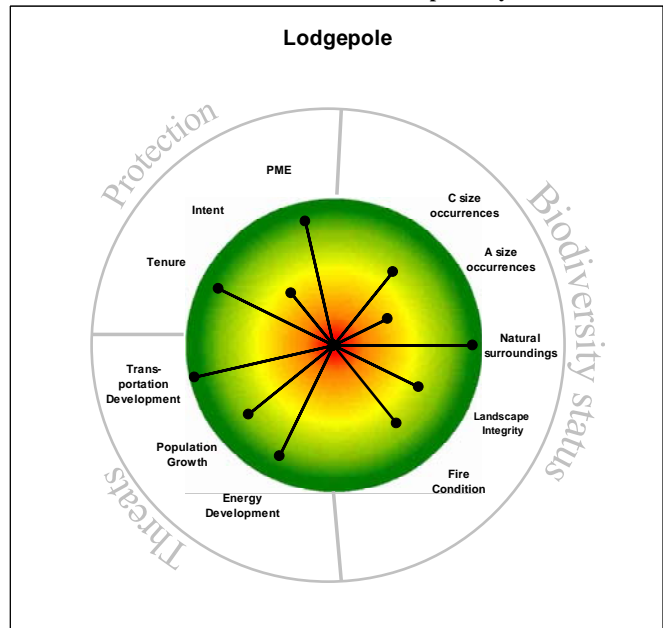 Lodgepole
Protection
PME
Intent
Tenure
C size
occurrences
A size
occurrences
Natural
surroundings
Landscape
Integrity
Fire
Condition
Biodiversity status
Trans-
portation
Development
Population
Growth
Energy
Development
Threats